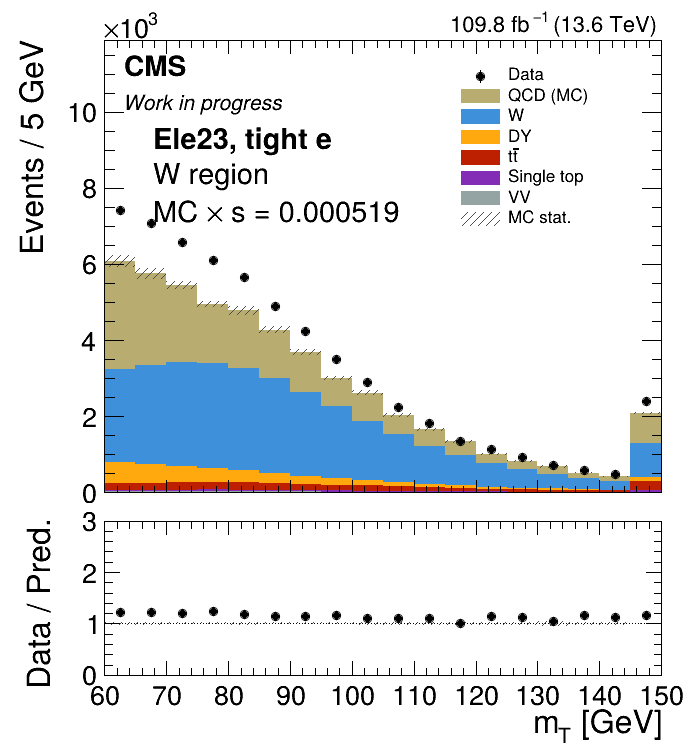 ×10³
109.8 fb⁻¹ (13.6 TeV)
Events / 5 GeV
CMS
Work in progress
Ele23, tight e
W region
MC × s = 0.000519
Data
QCD (MC)
W
DY
tt̄
Single top
VV
MC stat.
10
8
6
4
2
0
Data / Pred.
3
2
1
0
60 70 80 90 100 110 120 130 140 150
m_T [GeV]